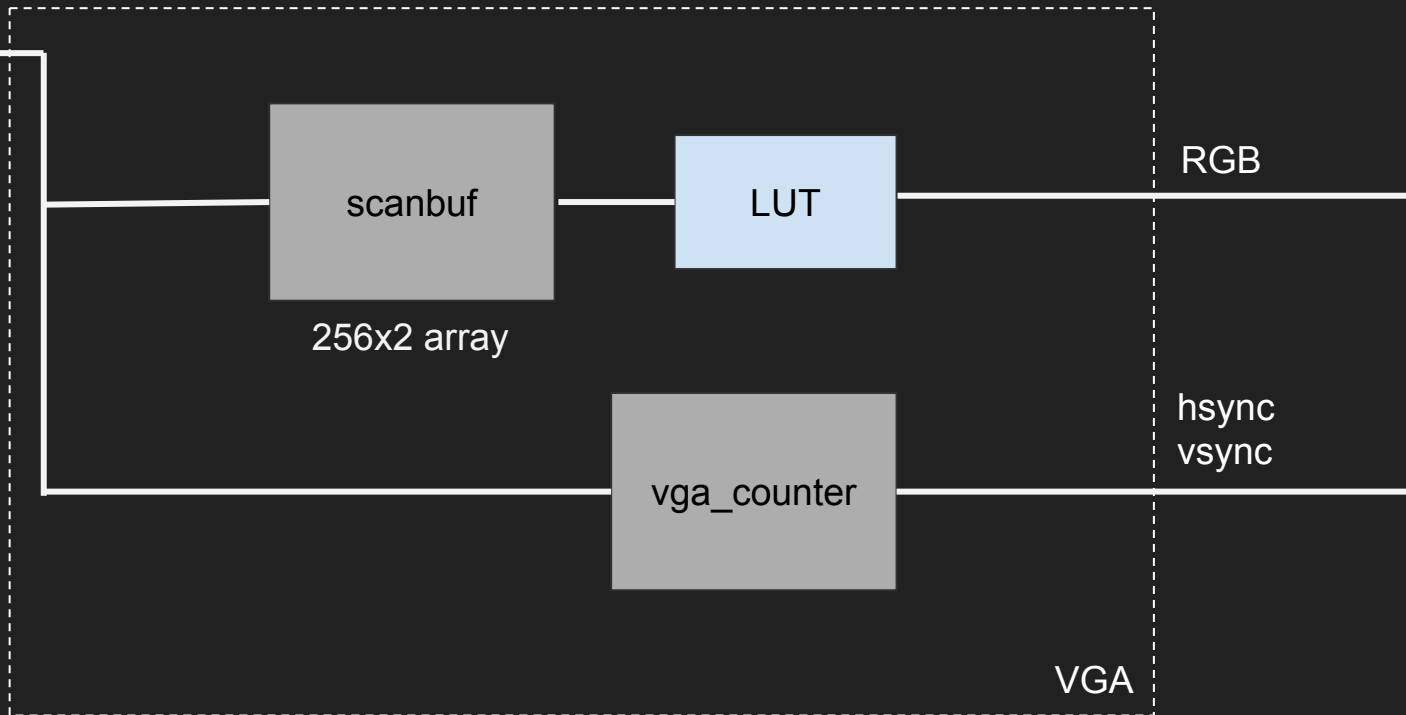 RGB
scanbuf
LUT
256x2 array
hsync
vsync
vga_counter
VGA